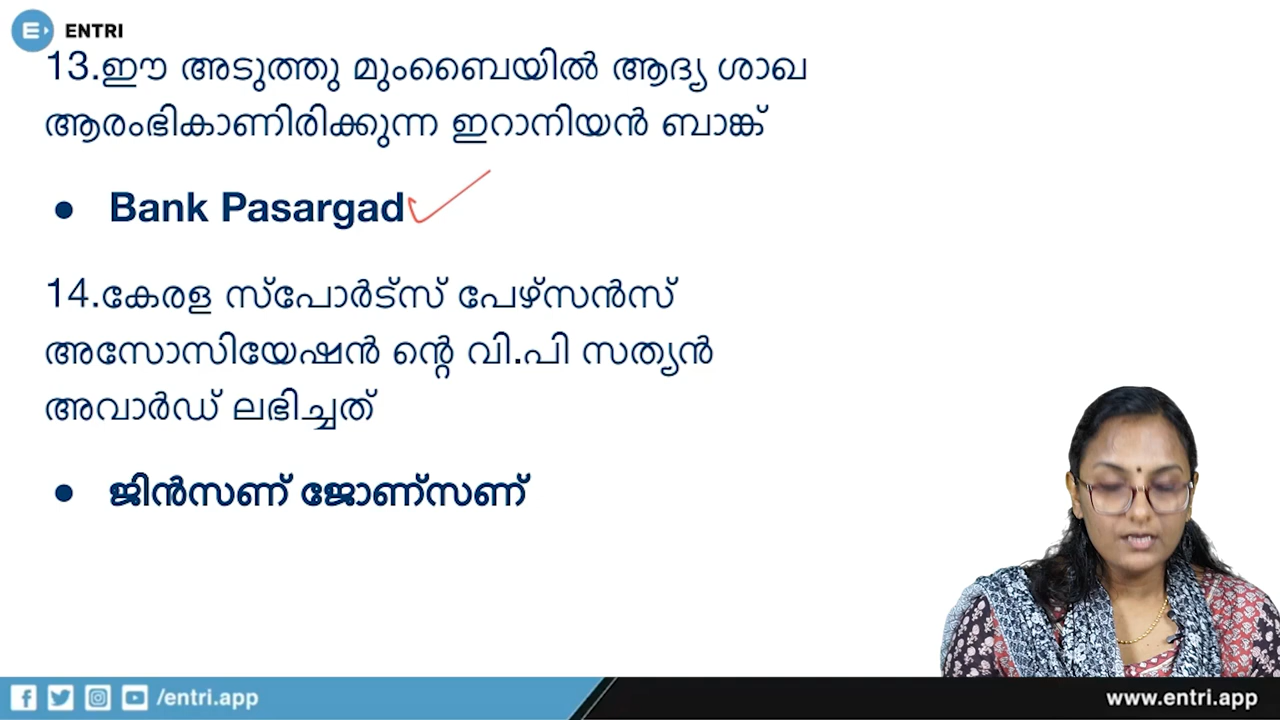 ENTRI
13.ഈ അടുത്തു മുംബൈയിൽ ആദ്യ ശാഖ
ആരംഭികാണിരിക്കുന്ന ഇറാനിയൻ ബാങ്ക്
● Bank Pasargad
14.കേരള സ്പോർട്സ് പേഴ്സൻസ്
അസോസിയേഷൻ ന്റെ വി.പി സത്യൻ
അവാർഡ് ലഭിച്ചത്
● ജിൻസണ് ജോണ്സണ്
/entri.app
www.entri.app